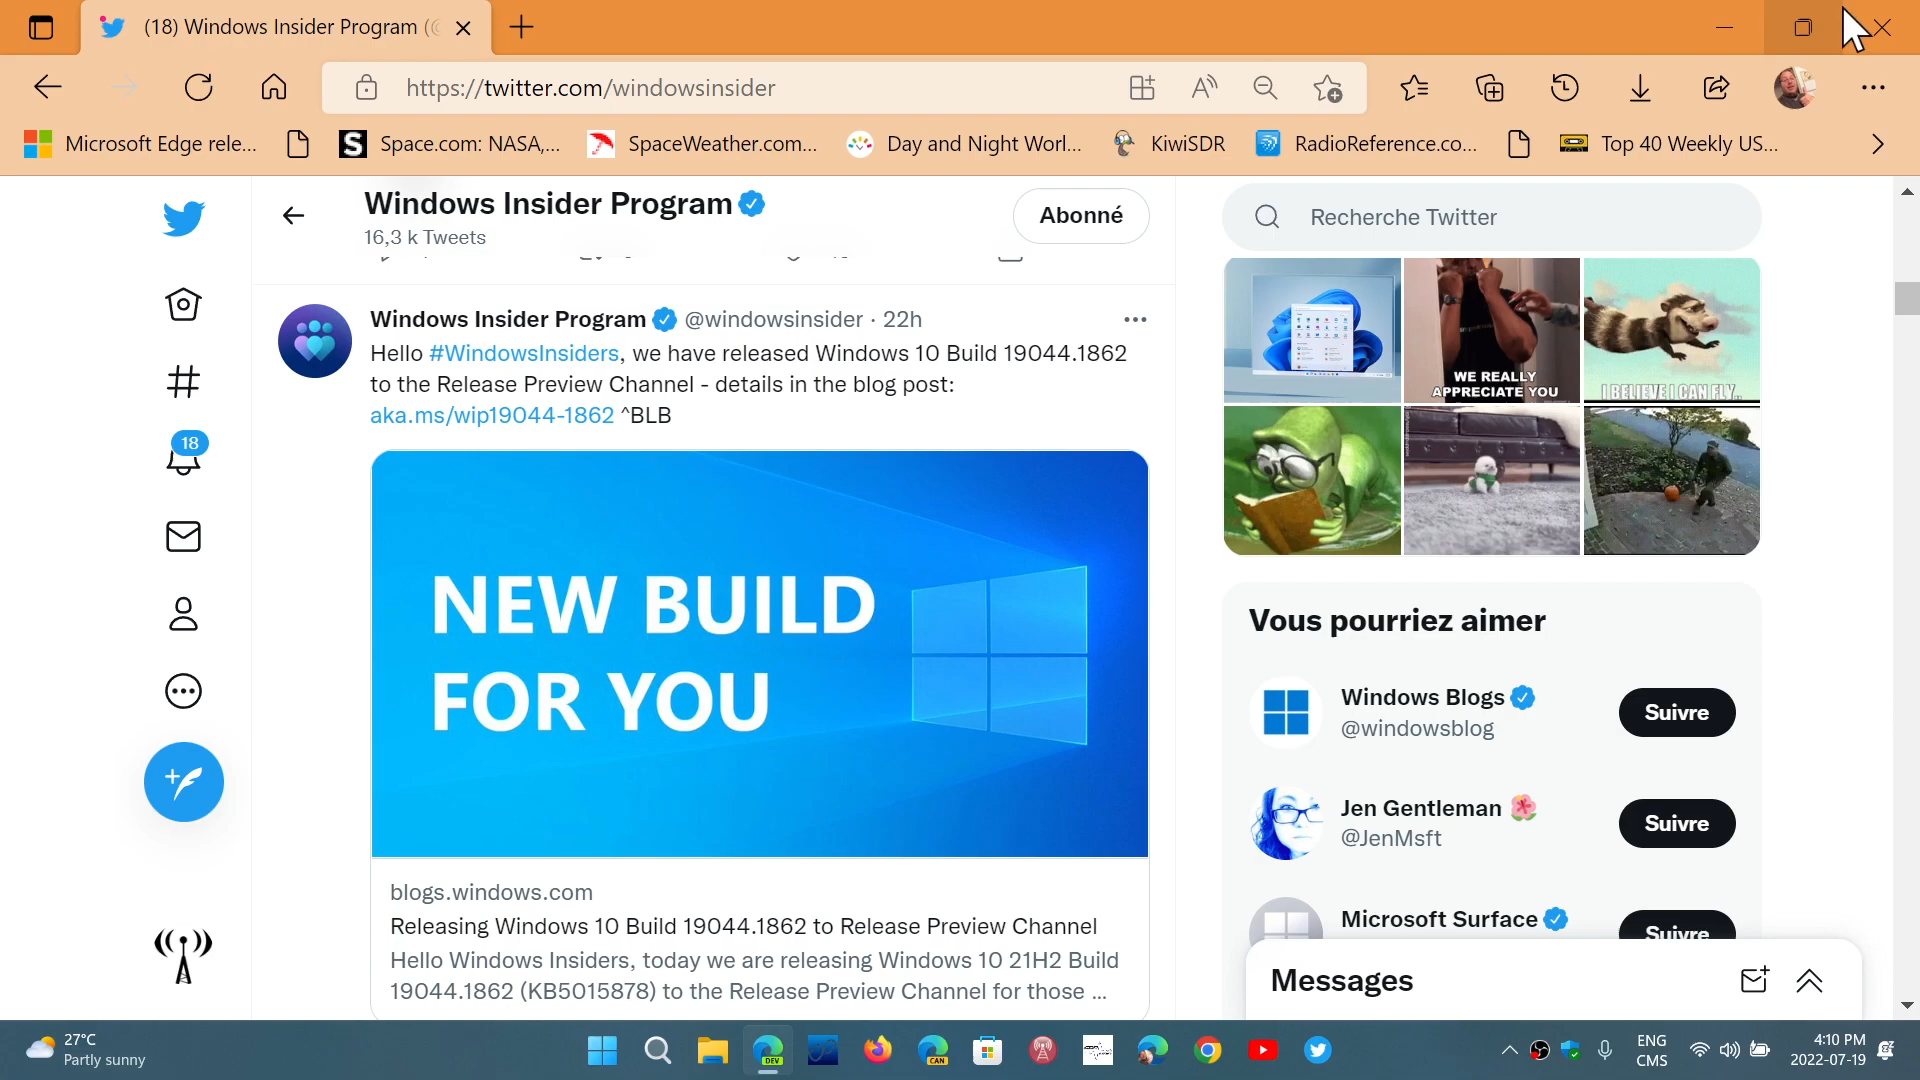 (18) Windows Insider Program (
https://twitter.com/windowsinsider
Microsoft Edge rele...
Space.com: NASA,...
SpaceWeather.com...
Day and Night Worl...
KiwiSDR
RadioReference.co...
Top 40 Weekly US...
Windows Insider Program
16,3 k Tweets
Abonné
Recherche Twitter
Windows Insider Program @windowsinsider · 22h
Hello #WindowsInsiders, we have released Windows 10 Build 19044.1862
to the Release Preview Channel - details in the blog post:
aka.ms/wip19044-1862 ^BLB
NEW BUILD
FOR YOU
blogs.windows.com
Releasing Windows 10 Build 19044.1862 to Release Preview Channel
Hello Windows Insiders, today we are releasing Windows 10 21H2 Build
19044.1862 (KB5015878) to the Release Preview Channel for those ...
18
WE REALLY
APPRECIATE YOU
I BELIEVE I CAN FLY..
Vous pourriez aimer
Windows Blogs
@windowsblog
Suivre
Jen Gentleman
@JenMsft
Suivre
Microsoft Surface
Suivre
Messages
27°C
Partly sunny
DEV
CAN
ENG
CMS
4:10 PM
2022-07-19